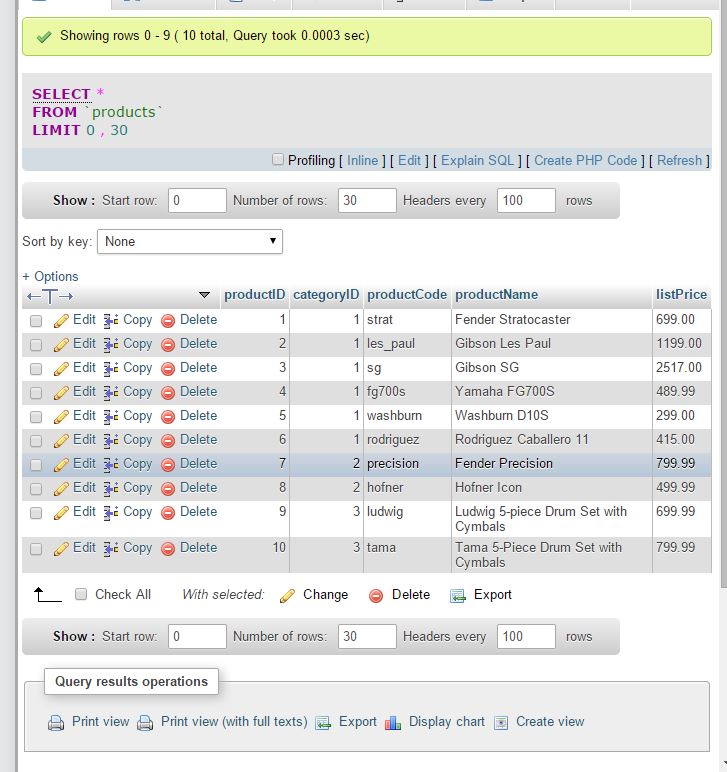 Showing rows 0 - 9 ( 10 total, Query took 0.0003 sec)
SELECT *
FROM `products`
LIMIT 0 , 30
Profiling [ Inline ] [ Edit ] [ Explain SQL ] [ Create PHP Code ] [ Refresh ]
Show : Start row: 0 Number of rows: 30 Headers every 100 rows
Sort by key: None
+ Options
productID categoryID productCode productName listPrice
Edit Copy Delete 1 1 strat Fender Stratocaster 699.00
Edit Copy Delete 2 1 les_paul Gibson Les Paul 1199.00
Edit Copy Delete 3 1 sg Gibson SG 2517.00
Edit Copy Delete 4 1 fg700s Yamaha FG700S 489.99
Edit Copy Delete 5 1 washburn Washburn D10S 299.00
Edit Copy Delete 6 1 rodriguez Rodriguez Caballero 11 415.00
Edit Copy Delete 7 2 precision Fender Precision 799.99
Edit Copy Delete 8 2 hofner Hofner Icon 499.99
Edit Copy Delete 9 3 ludwig Ludwig 5-piece Drum Set with 699.99
Cymbals
Edit Copy Delete 10 3 tama Tama 5-Piece Drum Set with 799.99
Cymbals
Check All With selected: Change Delete Export
Show : Start row: 0 Number of rows: 30 Headers every 100 rows
Query results operations
Print view Print view (with full texts) Export Display chart Create view